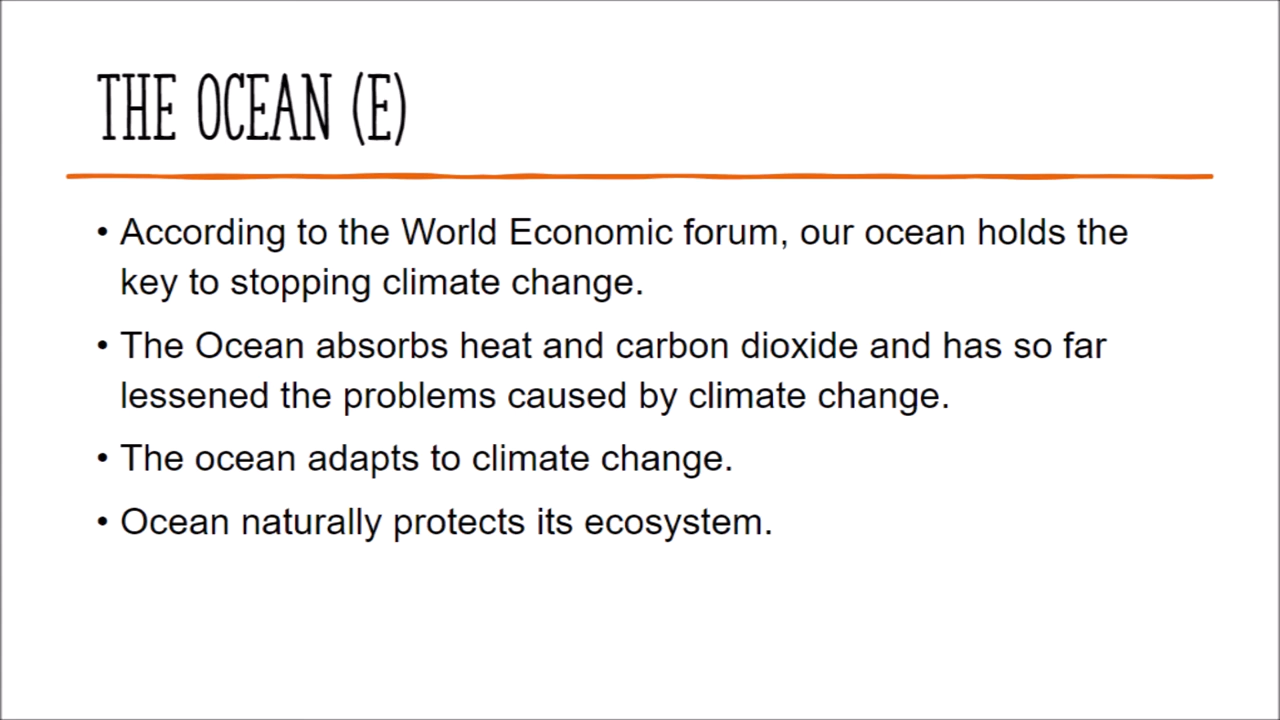 THE OCEAN (E)
• According to the World Economic forum, our ocean holds the
key to stopping climate change.
• The Ocean absorbs heat and carbon dioxide and has so far
lessened the problems caused by climate change.
• The ocean adapts to climate change.
• Ocean naturally protects its ecosystem.